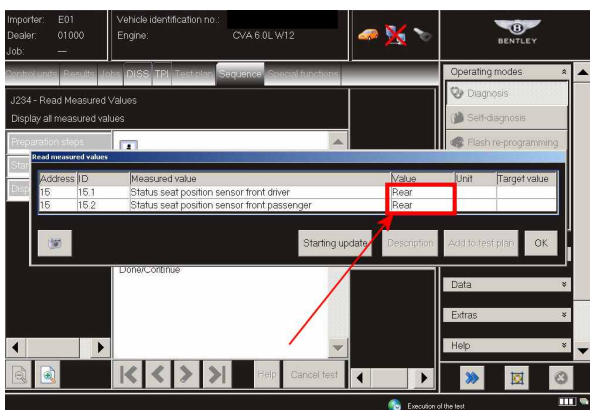 Importer: E01
Dealer: 01000
Job: —
Vehicle identification no.:
Engine: CVA 6.0L W12
BENTLEY
Control units Results Jobs DISS TPI Test plan Sequence Special functions
Operating modes
J234 - Read Measured Values
Display all measured values
Diagnosis
Self-diagnosis
Flash re-programming
Preparation steps
Read measured values
Address ID Measured value Value Unit Target value
15 15.1 Status seat position sensor front driver Rear
15 15.2 Status seat position sensor front passenger Rear
Starting update Description Add to test plan OK
Done/Continue
Data
Extras
Help
Help Cancel test
Execution of the test